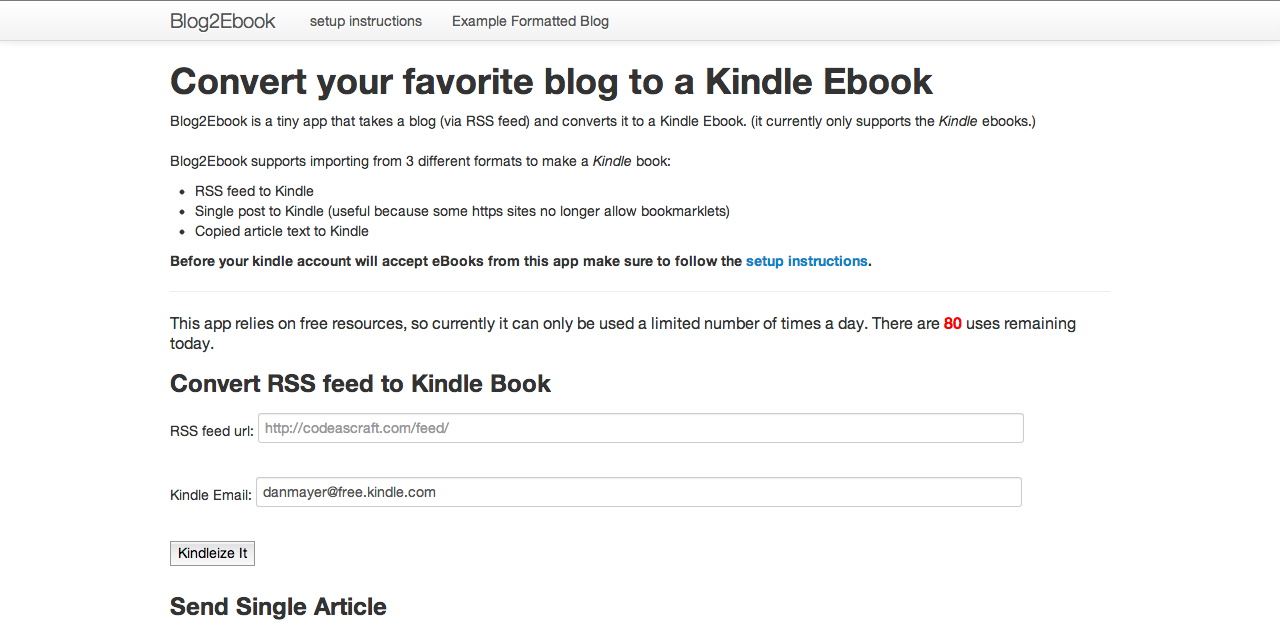 Blog2Ebook setup instructions Example Formatted Blog
Convert your favorite blog to a Kindle Ebook
Blog2Ebook is a tiny app that takes a blog (via RSS feed) and converts it to a Kindle Ebook. (it currently only supports the Kindle ebooks.)
Blog2Ebook supports importing from 3 different formats to make a Kindle book:
• RSS feed to Kindle
• Single post to Kindle (useful because some https sites no longer allow bookmarklets)
• Copied article text to Kindle
Before your kindle account will accept eBooks from this app make sure to follow the setup instructions.
This app relies on free resources, so currently it can only be used a limited number of times a day. There are 80 uses remaining
today.
Convert RSS feed to Kindle Book
RSS feed url: http://codeascraft.com/feed/
Kindle Email: danmayer@free.kindle.com
Kindleize It
Send Single Article